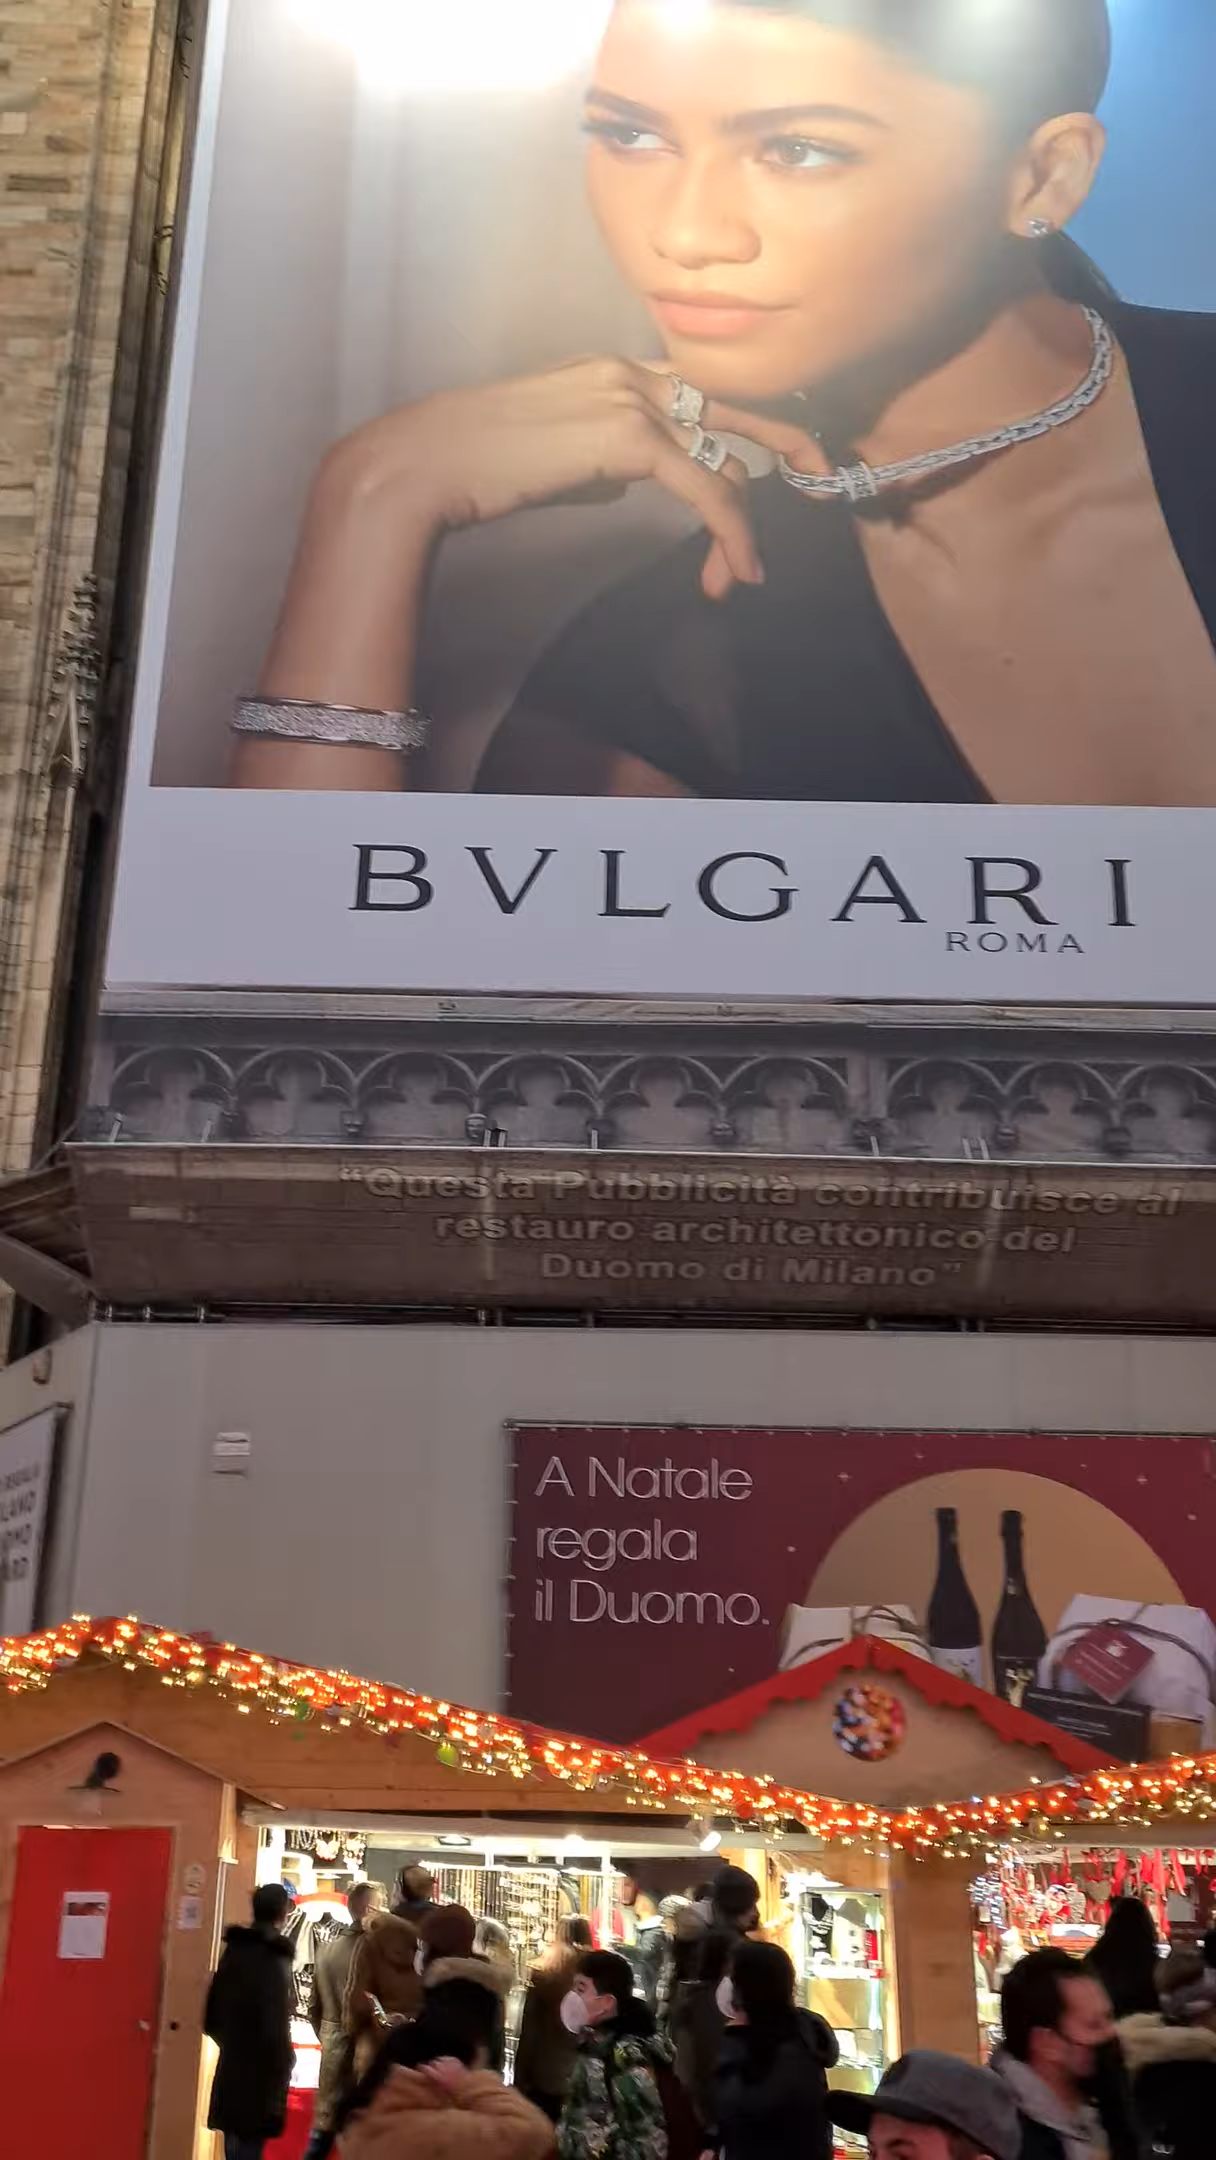 BVLGARI
ROMA
"Questa Pubblicità contribuisce al
restauro architettonico del
Duomo di Milano"
A Natale
regala
il Duomo.